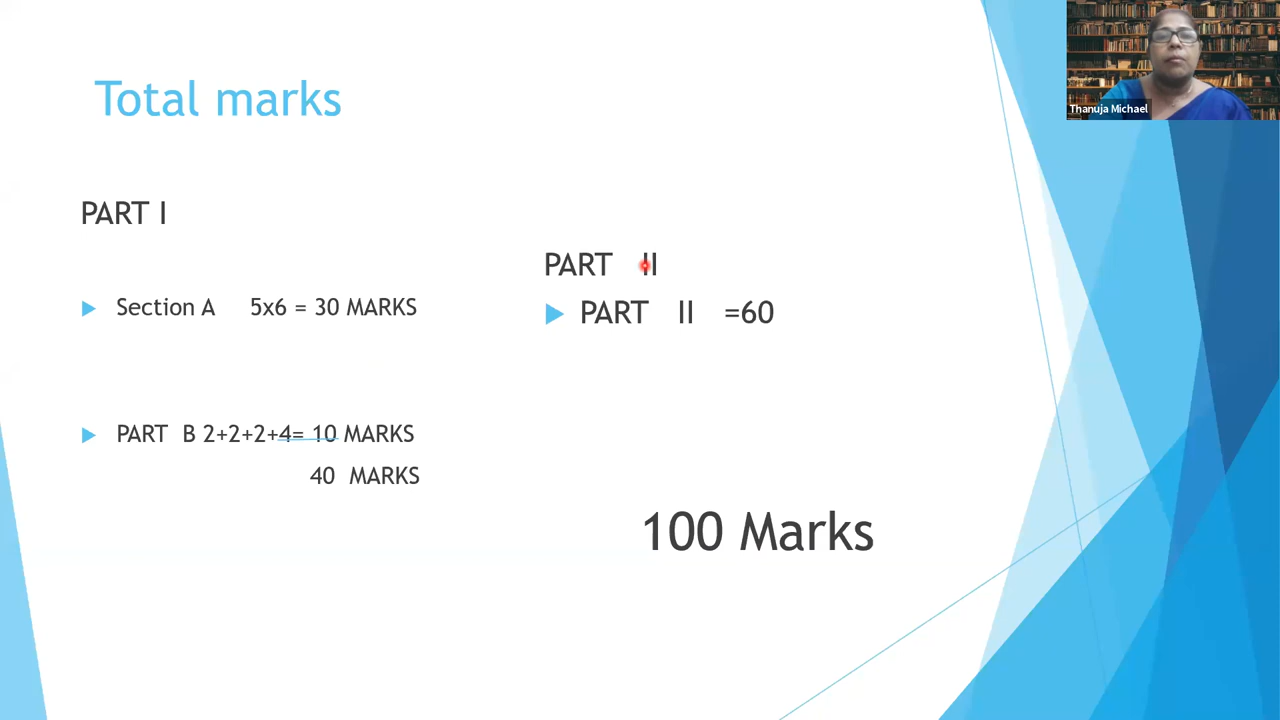 Total marks
PART I
Section A 5x6 = 30 MARKS
PART B 2+2+2+4= 10 MARKS
40 MARKS
PART II
PART II =60
100 Marks
Thanuja Michael